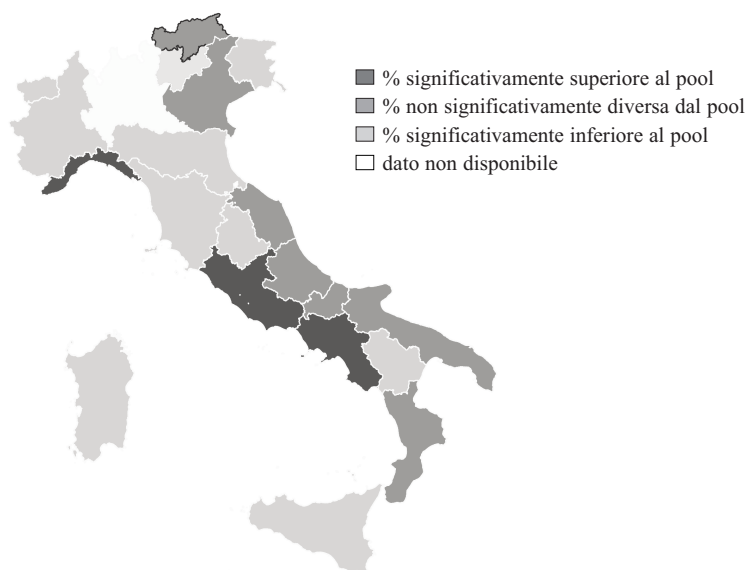 % significativamente superiore al pool
% non significativamente diversa dal pool
% significativamente inferiore al pool
dato non disponibile